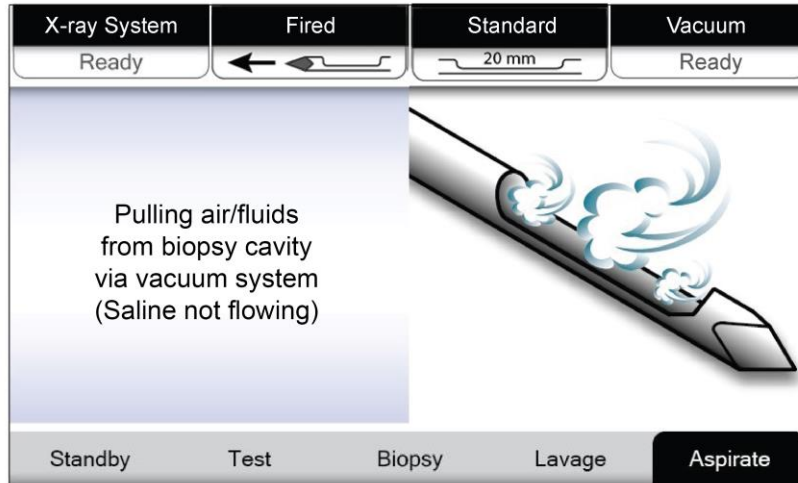 X-ray System Fired Standard Vacuum
Ready 20 mm Ready
Pulling air/fluids
from biopsy cavity
via vacuum system
(Saline not flowing)
Standby Test Biopsy Lavage Aspirate